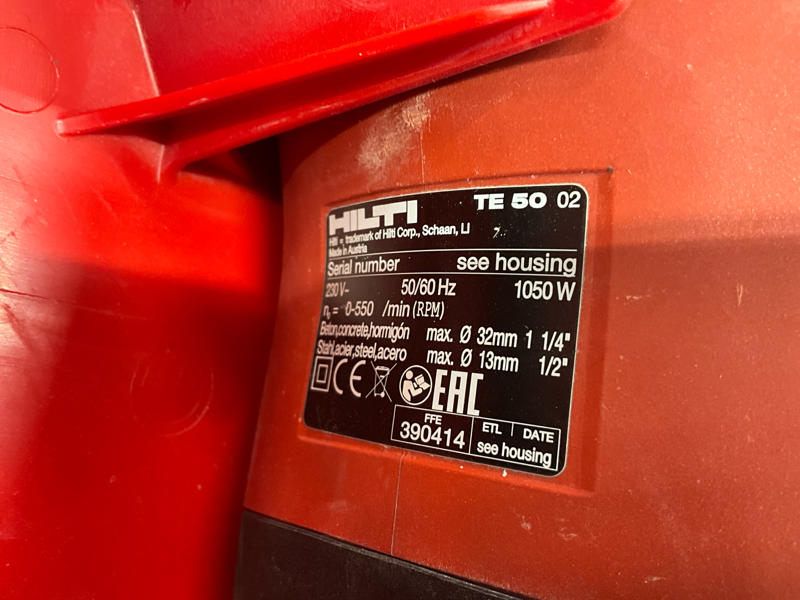 HILTI
TE 50 02
Hilti = trademark of Hilti Corp., Schaan, LI
Made in Austria
Serial number see housing
230 V~ 50/60 Hz 1050 W
n₀ = 0-550 /min (RPM)
Beton,concrete,hormigón max. Ø 32mm 1 1/4"
Stahl,acier,steel,acero max. Ø 13mm 1/2"
CE EAC
FFE
390414
ETL | DATE
see housing